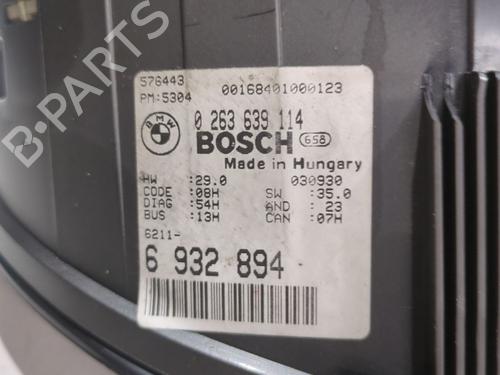 B-PARTS
576443 00168401000123
PM:5304
BMW 0 263 639 114
BOSCH 658
Made in Hungary
HW :29.0 030930
CODE :08H SW :35.0
DIAG :54H AND : 23
BUS :13H CAN :07H
6211-
6 932 894